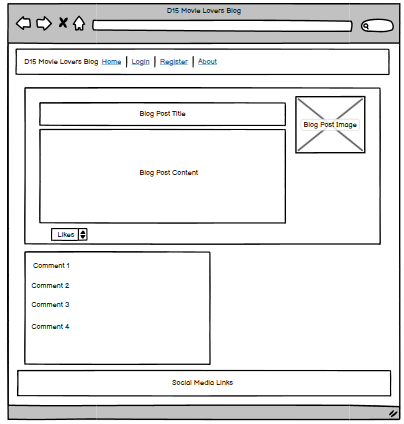 D15 Movie Lovers Blog
D15 Movie Lovers Blog Home | Login | Register | About
Blog Post Title
Blog Post Image
Blog Post Content
Likes
Comment 1
Comment 2
Comment 3
Comment 4
Social Media Links